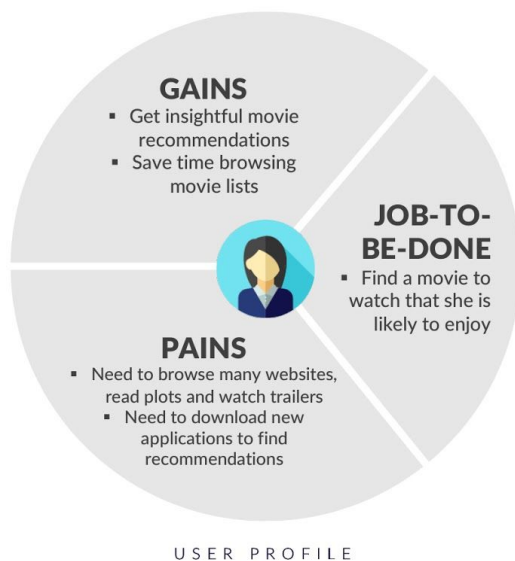 GAINS
▪ Get insightful movie
recommendations
▪ Save time browsing
movie lists
JOB-TO-
BE-DONE
▪ Find a movie to
watch that she is
likely to enjoy
PAINS
▪ Need to browse many websites,
read plots and watch trailers
▪ Need to download new
applications to find
recommendations
USER PROFILE